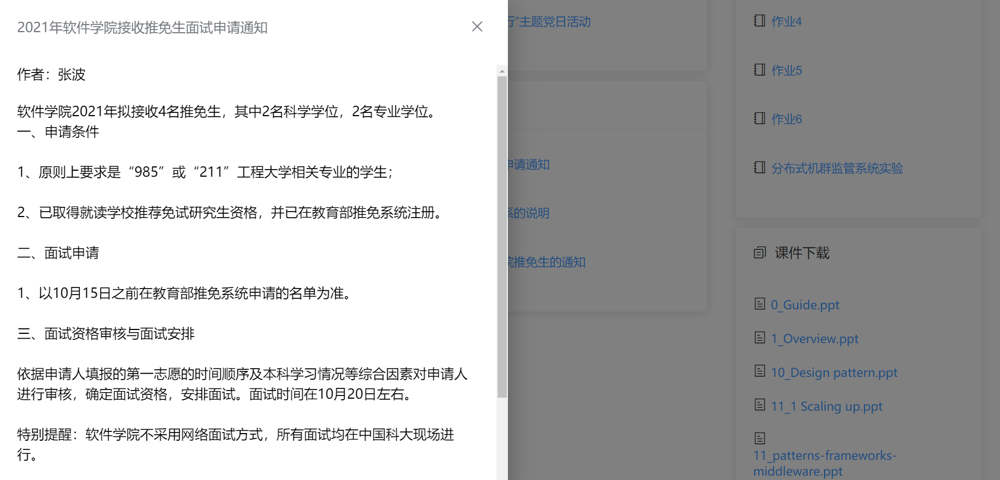 2021年软件学院接收推免生面试申请通知
作者：张波
软件学院2021年拟接收4名推免生，其中2名科学学位，2名专业学位。
一、申请条件
1、原则上要求是“985”或“211”工程大学相关专业的学生；
2、已取得就读学校推荐免试研究生资格，并已在教育部推免系统注册。
二、面试申请
1、以10月15日之前在教育部推免系统申请的名单为准。
三、面试资格审核与面试安排
依据申请人填报的第一志愿的时间顺序及本科学习情况等综合因素对申请人
进行审核，确定面试资格，安排面试。面试时间在10月20日左右。
特别提醒：软件学院不采用网络面试方式，所有面试均在中国科大现场进
行。
行”主题党日活动
申请通知
系的说明
院推免生的通知
作业4
作业5
作业6
分布式机群监管系统实验
课件下载
0_Guide.ppt
1_Overview.ppt
10_Design pattern.ppt
11_1 Scaling up.ppt
11_patterns-frameworks-
middleware.ppt